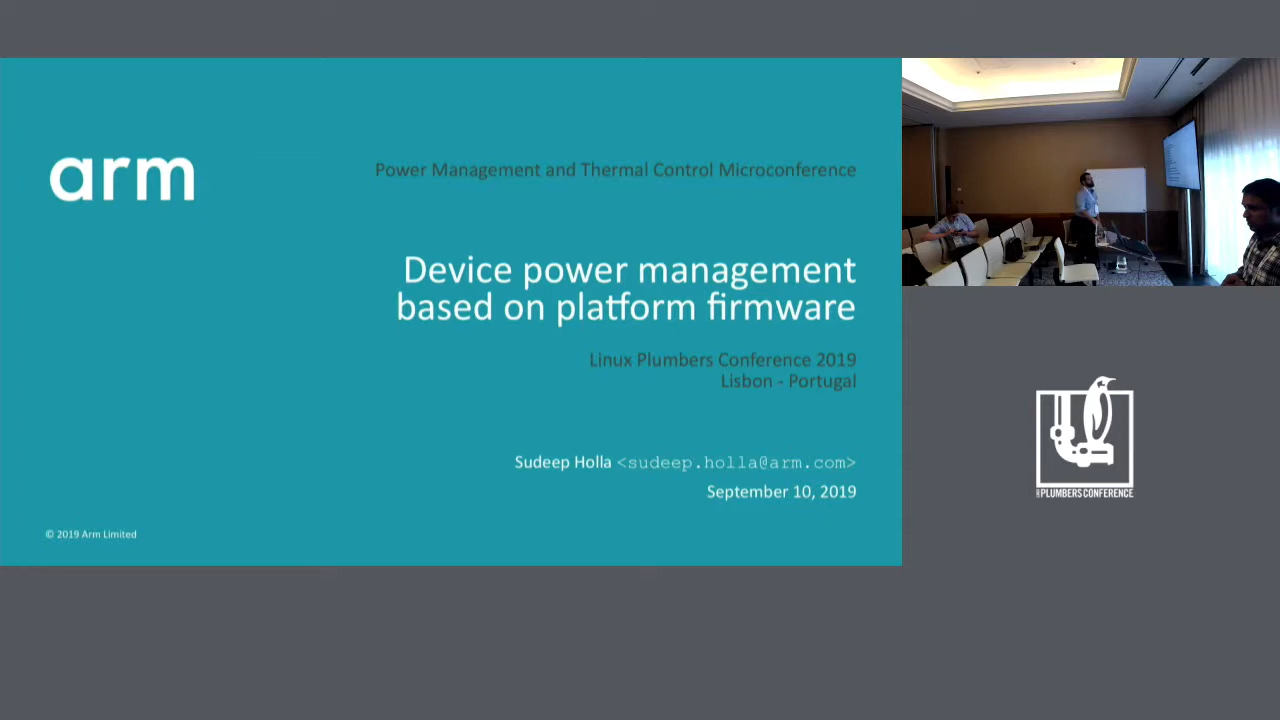 arm
Power Management and Thermal Control Microconference
Device power management
based on platform firmware
Linux Plumbers Conference 2019
Lisbon - Portugal
Sudeep Holla <sudeep.holla@arm.com>
September 10, 2019
© 2019 Arm Limited
PLUMBERS CONFERENCE